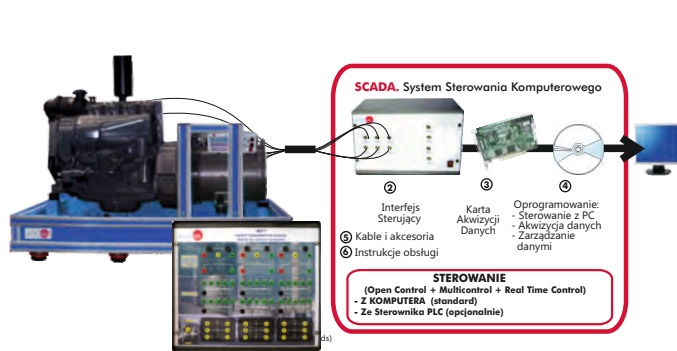 SCADA. System Sterowania Komputerowego
②
Interfejs
Sterujący
③
Karta
Akwizycji
Danych
④
Oprogramowanie:
- Sterowanie z PC
- Akwizycja danych
- Zarządzanie
danymi
⑤ Kable i akcesoria
⑥ Instrukcje obsługi
STEROWANIE
(Open Control + Multicontrol + Real Time Control)
- Z KOMPUTERA (standard)
- Ze Sterownika PLC (opcjonalnie)
ds)